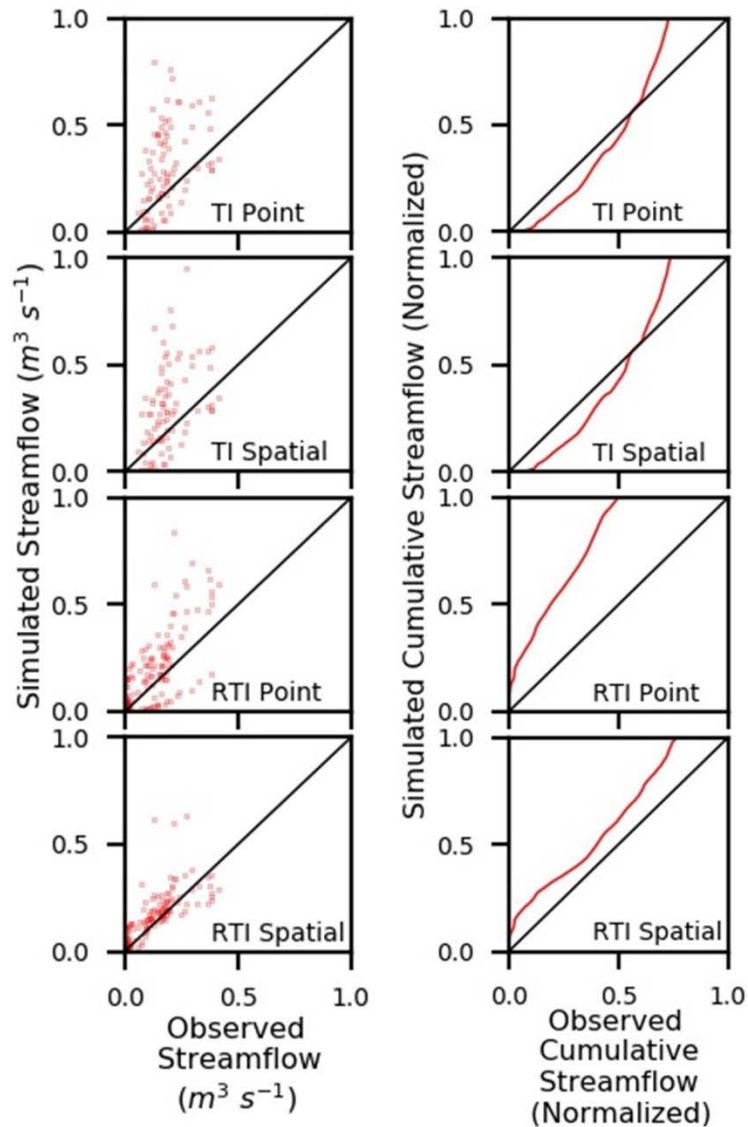 1.0
0.5
0.0
TI Point
1.0
0.5
0.0
TI Point
1.0
0.5
0.0
TI Spatial
1.0
0.5
0.0
TI Spatial
1.0
0.5
0.0
RTI Point
1.0
0.5
0.0
RTI Point
1.0
0.5
0.0
RTI Spatial
1.0
0.5
0.0
RTI Spatial
0.0 0.5 1.0
0.0 0.5 1.0
Simulated Streamflow (m³ s⁻¹)
Simulated Cumulative Streamflow (Normalized)
Observed
Streamflow
(m³ s⁻¹)
Observed
Cumulative
Streamflow
(Normalized)